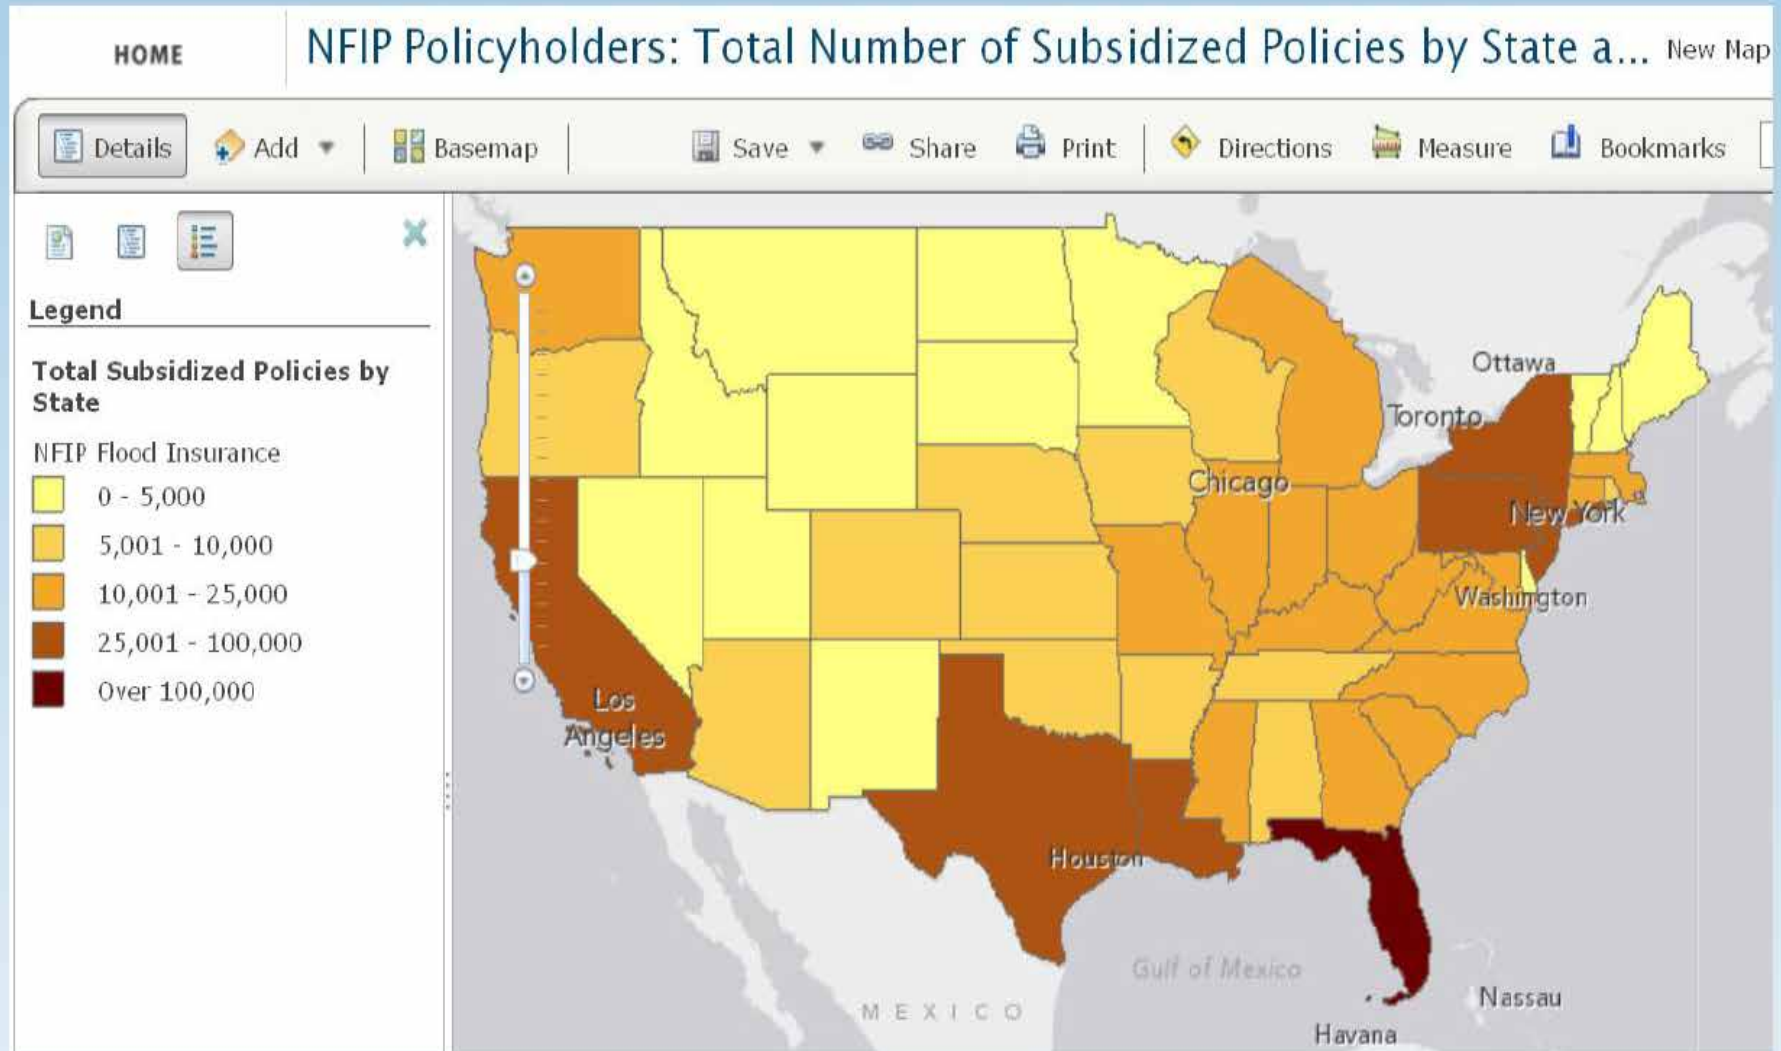 HOME
NFIP Policyholders: Total Number of Subsidized Policies by State a... New Map
Details Add Basemap Save Share Print Directions Measure Bookmarks
Legend
Total Subsidized Policies by
State
NFIP Flood Insurance
0 - 5,000
5,001 - 10,000
10,001 - 25,000
25,001 - 100,000
Over 100,000
Ottawa
Toronto
Chicago
New York
Washington
Los
Angeles
Houston
Gulf of Mexico
MEXICO
Nassau
Havana